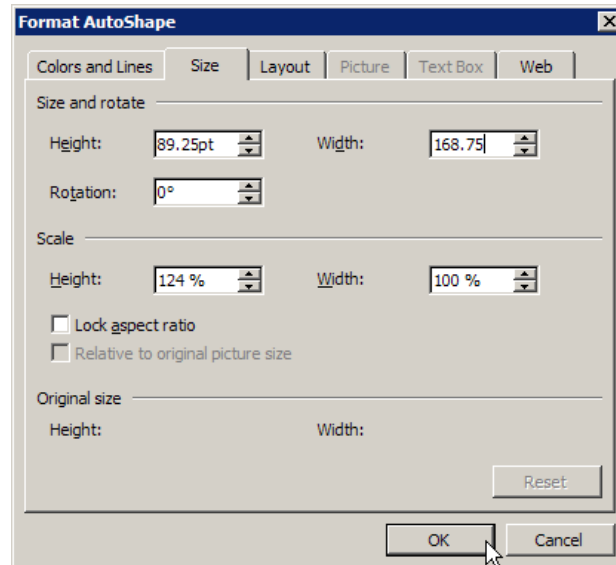 Format AutoShape
Colors and Lines Size Layout Picture Text Box Web
Size and rotate
Height: 89.25pt Width: 168.75
Rotation: 0°
Scale
Height: 124 % Width: 100 %
Lock aspect ratio
Relative to original picture size
Original size
Height: Width:
Reset
OK Cancel